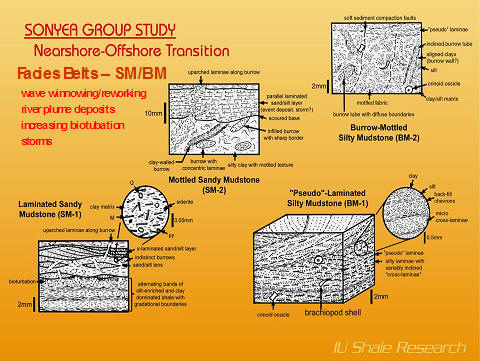 SONYEA GROUP STUDY
Nearshore-Offshore Transition
Facies Belts – SM/BM
wave winnowing/reworking
river plume deposits
increasing biotubation
storms
uparched laminae along burrow
10mm
parallel laminated
sand/silt layer
(event deposit, storm?)
scoured base
infilled burrow
with sharp border
clay-walled
burrow
burrow with
concentric laminae
silty clay with mottled texture
Mottled Sandy Mudstone
(SM-2)
soft sediment compaction faults
"pseudo" laminae
inclined burrow tube
aligned clays
(burrow wall?)
silt
crinoid ossicle
clay/silt matrix
2mm
mottled fabric
burrow tube with diffuse boundaries
Burrow-Mottled
Silty Mudstone (BM-2)
Laminated Sandy
Mudstone (SM-1)
Q
clay matrix
M
siderite
0.05mm
py
uparched laminae along burrow
x-laminated sand/silt layer
indistinct burrows
sand/silt lens
bioturbation
2mm
alternating bands of
silt-enriched and clay
dominated shale with
gradational boundaries
"Pseudo"-Laminated
Silty Mudstone (BM-1)
clay
silt
back-fill
chevrons
micro
cross-laminae
0.5mm
"pseudo" laminae
silty laminae with
variably inclined
"cross-laminae"
2mm
crinoid ossicle
brachiopod shell
IU Shale Research